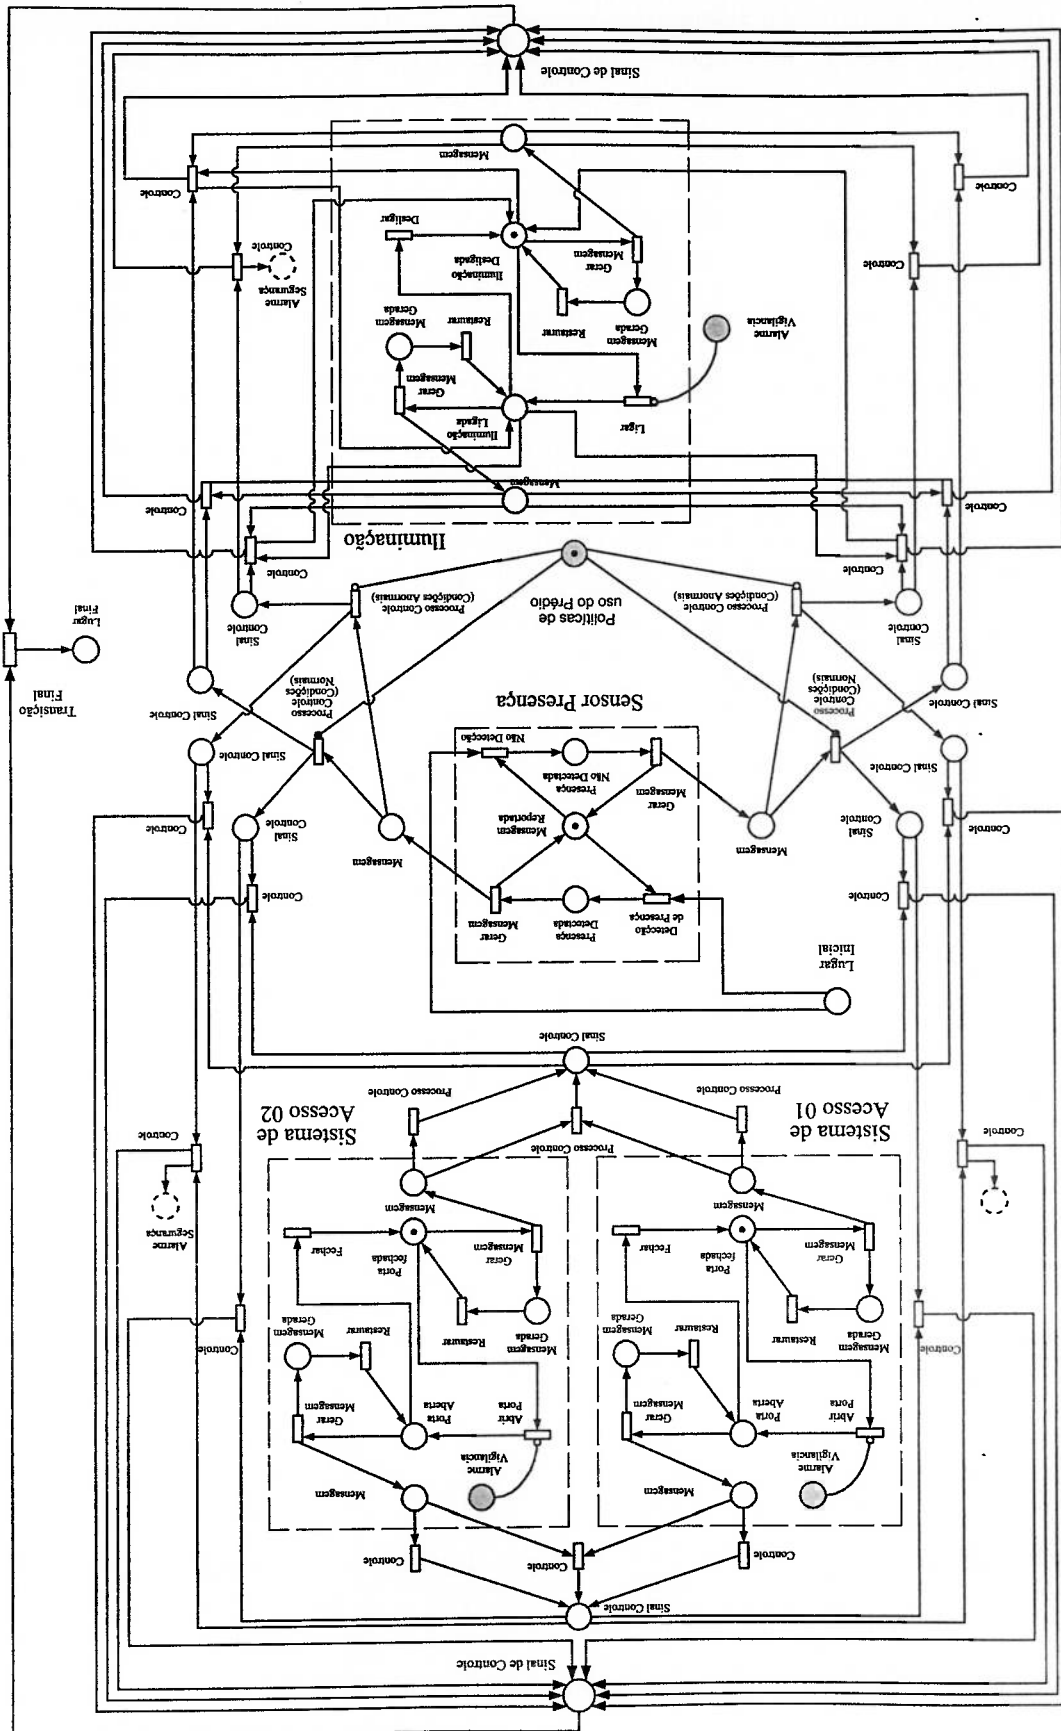 Sinal de Controle
Sinal Controle
Controle
Controle
Controle
Mensagem
Alarme
Vigilancia
Mensagem
Alarme
Vigilancia
Abrir
Porta
Porta
Aberta
Gerar
Mensagem
Abrir
Porta
Porta
Aberta
Gerar
Mensagem
Controle
Controle
Mensagem
Gerada
Restaurar
Restaurar
Mensagem
Gerada
Mensagem
Gerada
Restaurar
Restaurar
Mensagem
Gerada
Gerar
Mensagem
Porta
fechada
Fechar
Gerar
Mensagem
Porta
fechada
Fechar
Alarme
Segurança
Mensagem
Mensagem
Controle
Controle
Sistema de
Acesso 01
Processo Controle
Sistema de
Acesso 02
Processo Controle
Processo Controle
Sinal Controle
Lugar
Inicial
Detecção
de Presença
Presença
Detectada
Gerar
Mensagem
Controle
Controle
Sinal
Controle
Mensagem
Mensagem
Reportada
Mensagem
Sinal
Controle
Controle
Controle
Gerar
Mensagem
Presença
Não Detectada
Não Detecção
Sensor Presença
Sinal Controle
Sinal Controle
Processo
Controle
(Condições
Normais)
Processo
Controle
(Condições
Normais)
Sinal Controle
Sinal Controle
Transição
Final
Lugar
Final
Sinal
Controle
Processo Controle
(Condições Anormais)
Políticas de
uso do Prédio
Processo Controle
(Condições Anormais)
Sinal
Controle
Controle
Controle
Iluminação
Controle
Controle
Mensagem
Ligar
Iluminação
Ligada
Gerar
Mensagem
Restaurar
Mensagem
Gerada
Alarme
Vigilancia
Mensagem
Gerada
Restaurar
Gerar
Mensagem
Iluminação
Desligada
Desligar
Alarme
Segurança
Controle
Controle
Controle
Mensagem
Controle
Sinal de Controle